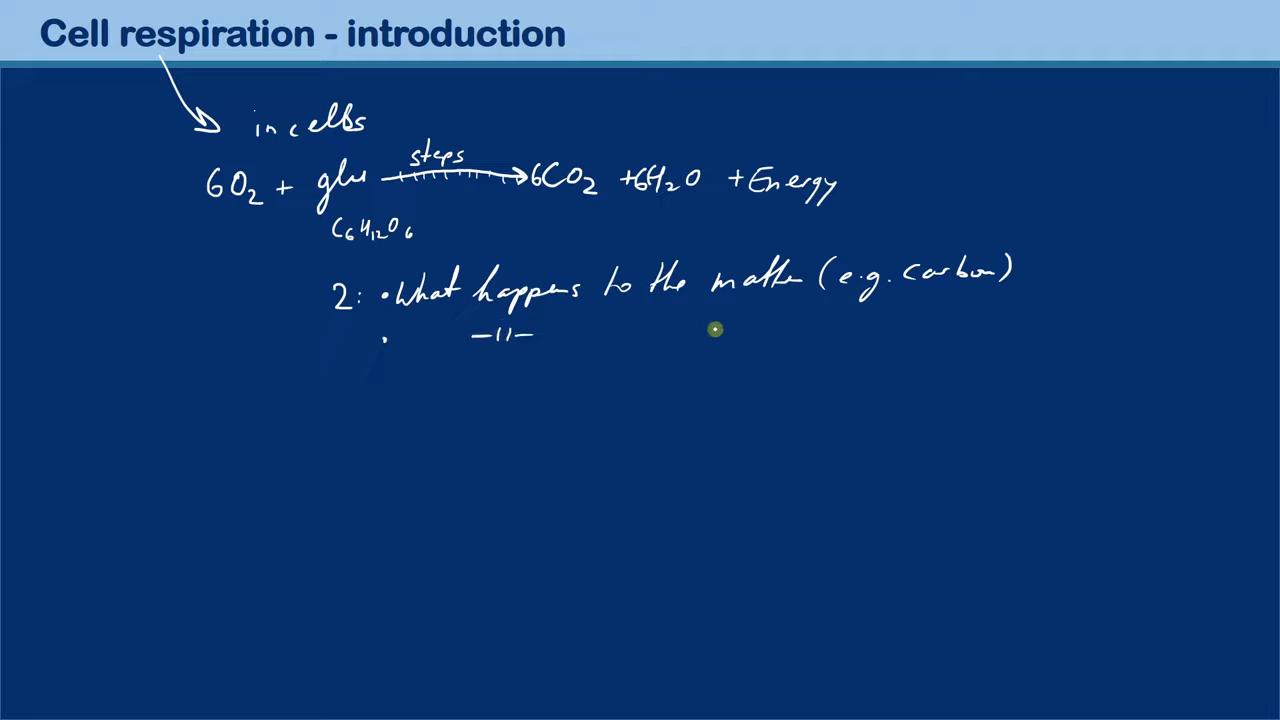 Cell respiration - introduction
in cells
steps
6O₂ + glu → 6CO₂ + 6H₂O + Energy
C₆H₁₂O₆
2: • What happens to the matter (e.g. carbon)
• —11—